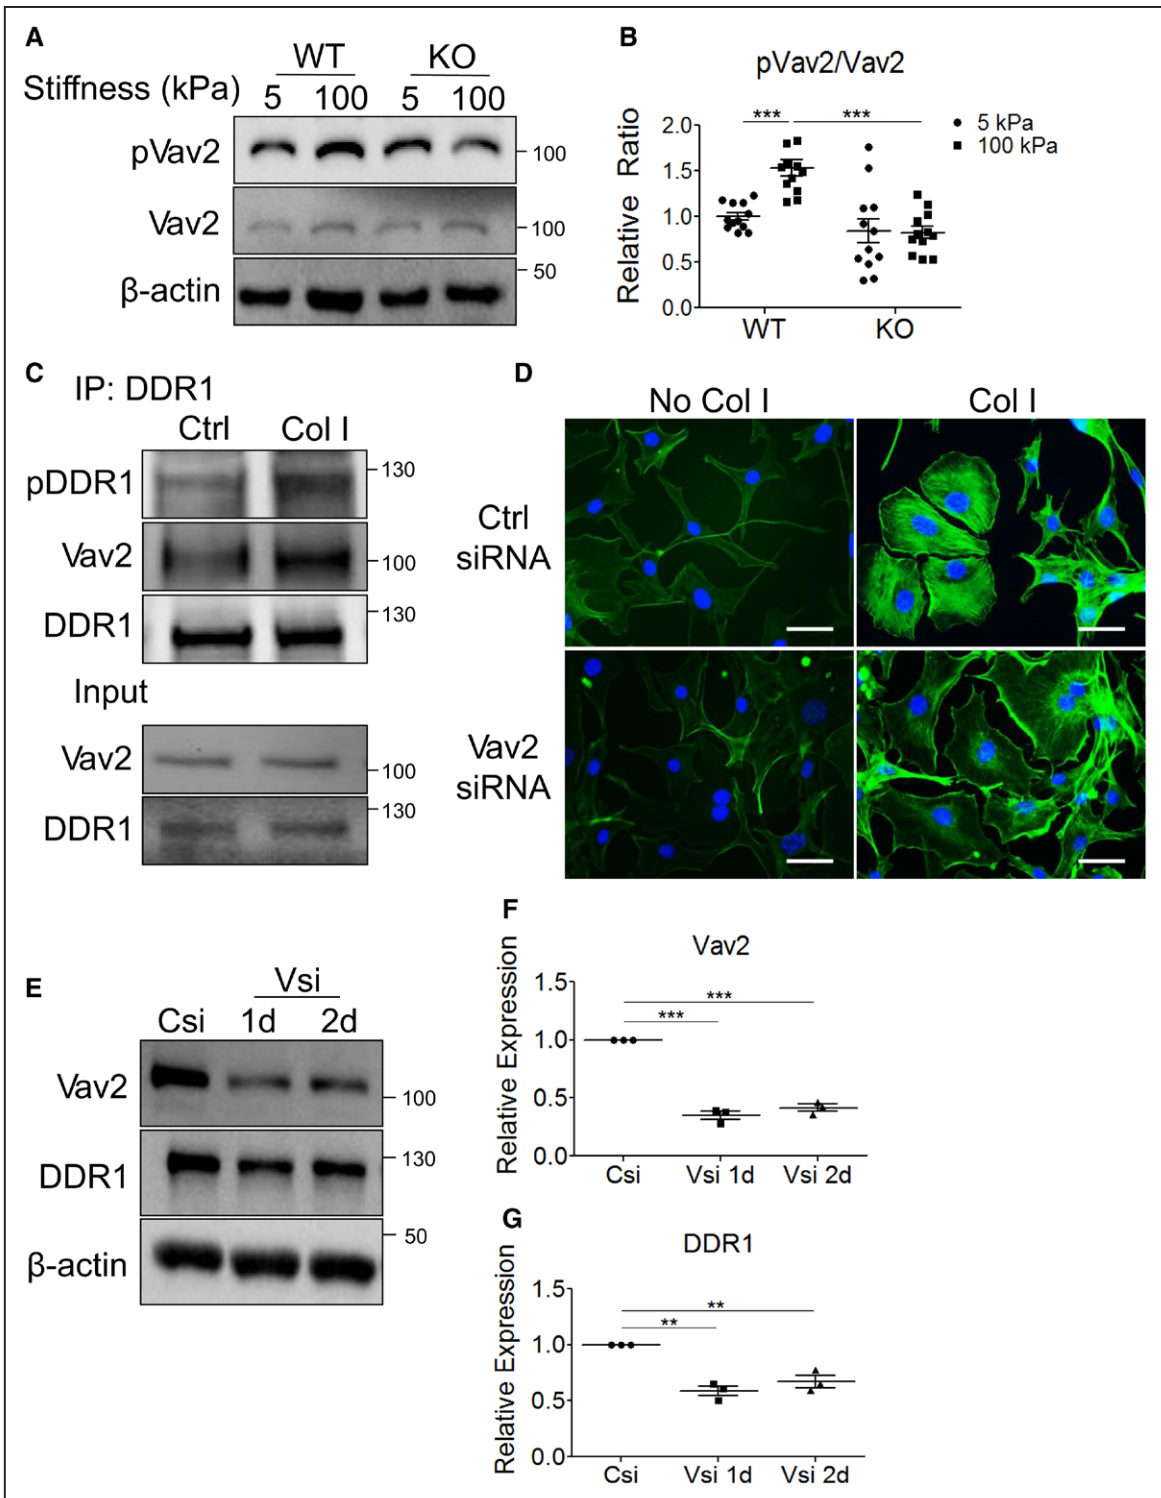 A
WT KO
Stiffness (kPa) 5 100 5 100
pVav2 100
Vav2 100
50
β-actin
B
pVav2/Vav2
*** ***
5 kPa
100 kPa
Relative Ratio
2.0
1.5
1.0
0.5
0.0
WT KO
C
IP: DDR1
Ctrl Col I
pDDR1 130
Vav2 100
DDR1 130
Input
Vav2 100
DDR1 130
D
No Col I Col I
Ctrl
siRNA
Vav2
siRNA
E
Vsi
Csi 1d 2d
Vav2 100
DDR1 130
β-actin 50
F
Vav2
Relative Expression
1.5
1.0
0.5
0.0
***
***
Csi Vsi 1d Vsi 2d
G
DDR1
Relative Expression
1.5
1.0
0.5
0.0
**
**
Csi Vsi 1d Vsi 2d